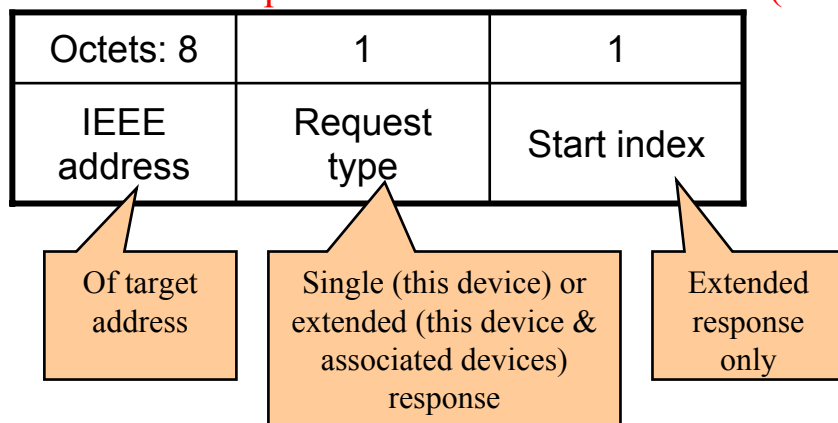 Octets: 8
1
1
IEEE
address
Request
type
Start index
Of target
address
Single (this device) or
extended (this device &
associated devices)
response
Extended
response
only